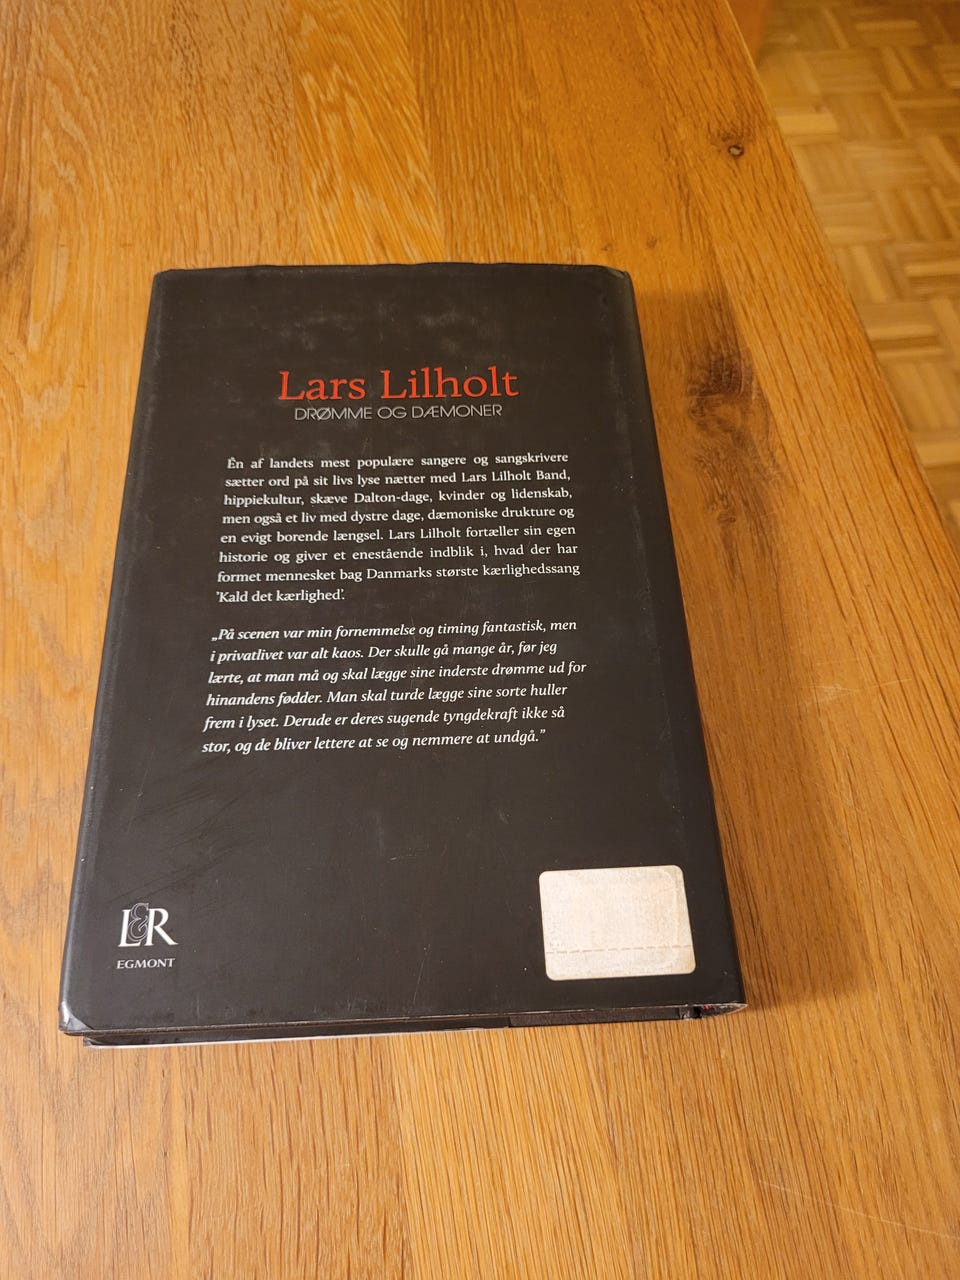 Lars Lilholt
DRØMME OG DÆMONER
Én af landets mest populære sangere og sangskrivere
sætter ord på sit livs lyse nætter med Lars Lilholt Band,
hippiekultur, skæve Dalton-dage, kvinder og lidenskab,
men også et liv med dystre dage, dæmoniske drukture og
en evigt borende længsel. Lars Lilholt fortæller sin egen
historie og giver et enestående indblik i, hvad der har
formet mennesket bag Danmarks største kærlighedssang
'Kald det kærlighed'.
„På scenen var min fornemmelse og timing fantastisk, men
i privatlivet var alt kaos. Der skulle gå mange år, før jeg
lærte, at man må og skal lægge sine inderste drømme ud for
hinandens fødder. Man skal turde lægge sine sorte huller
frem i lyset. Derude er deres sugende tyngdekraft ikke så
stor, og de bliver lettere at se og nemmere at undgå.”
L&R
EGMONT